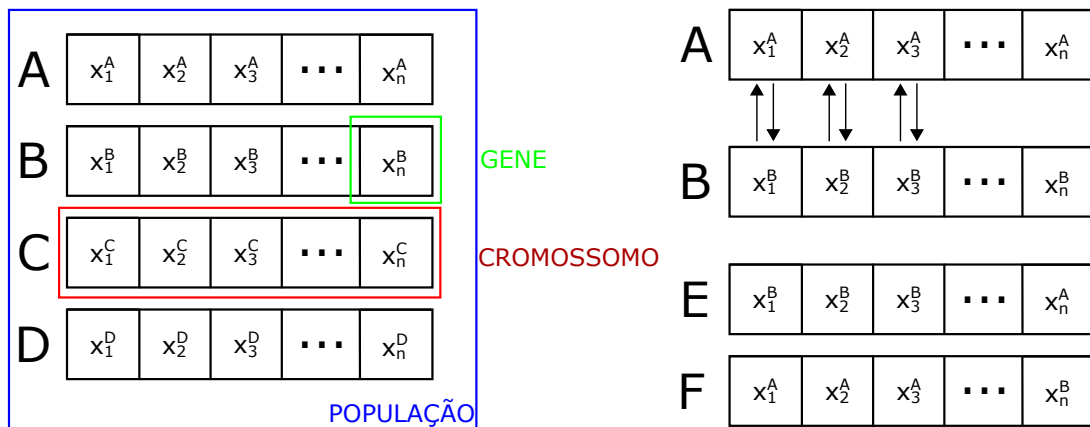 A x₁ᴬ x₂ᴬ x₃ᴬ ··· xₙᴬ
B x₁ᴮ x₂ᴮ x₃ᴮ ··· xₙᴮ GENE
C x₁ᶜ x₂ᶜ x₃ᶜ ··· xₙᶜ CROMOSSOMO
D x₁ᴰ x₂ᴰ x₃ᴰ ··· xₙᴰ
POPULAÇÃO
A x₁ᴬ x₂ᴬ x₃ᴬ ··· xₙᴬ
B x₁ᴮ x₂ᴮ x₃ᴮ ··· xₙᴮ
E x₁ᴮ x₂ᴮ x₃ᴮ ··· xₙᴬ
F x₁ᴬ x₂ᴬ x₃ᴬ ··· xₙᴮ